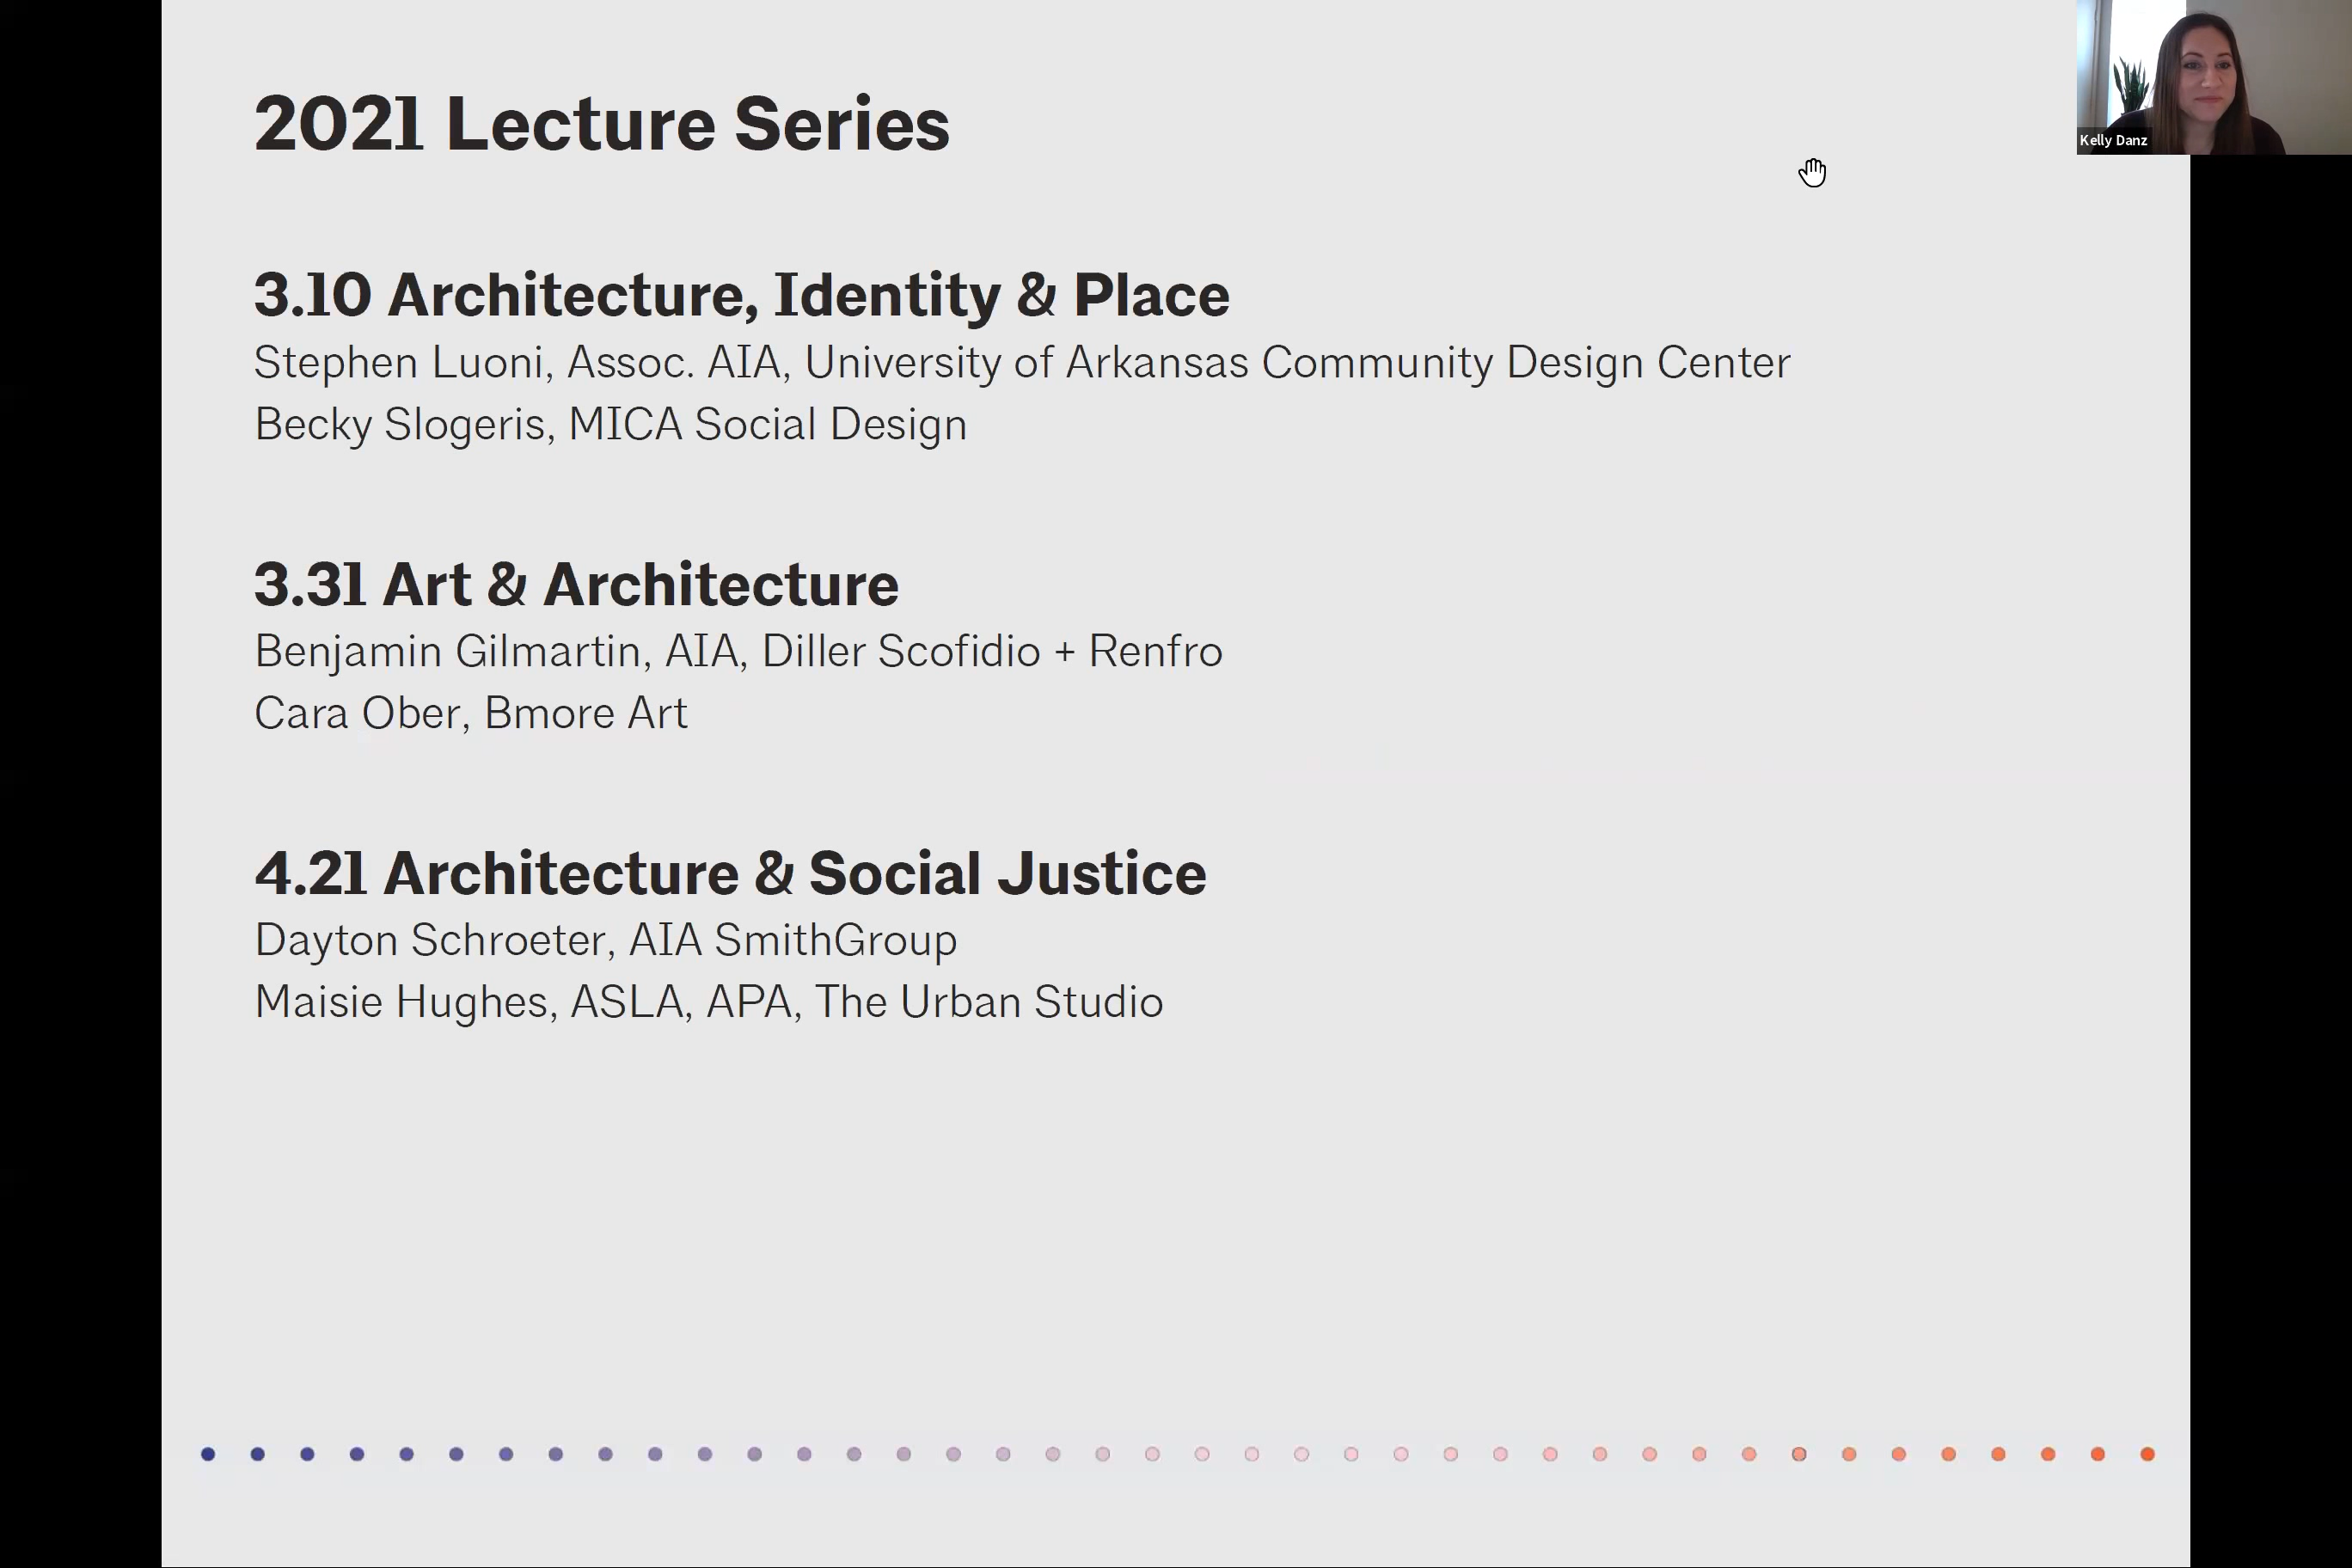 2021 Lecture Series
Kelly Danz
3.10 Architecture, Identity & Place
Stephen Luoni, Assoc. AIA, University of Arkansas Community Design Center
Becky Slogeris, MICA Social Design
3.31 Art & Architecture
Benjamin Gilmartin, AIA, Diller Scofidio + Renfro
Cara Ober, Bmore Art
4.21 Architecture & Social Justice
Dayton Schroeter, AIA SmithGroup
Maisie Hughes, ASLA, APA, The Urban Studio